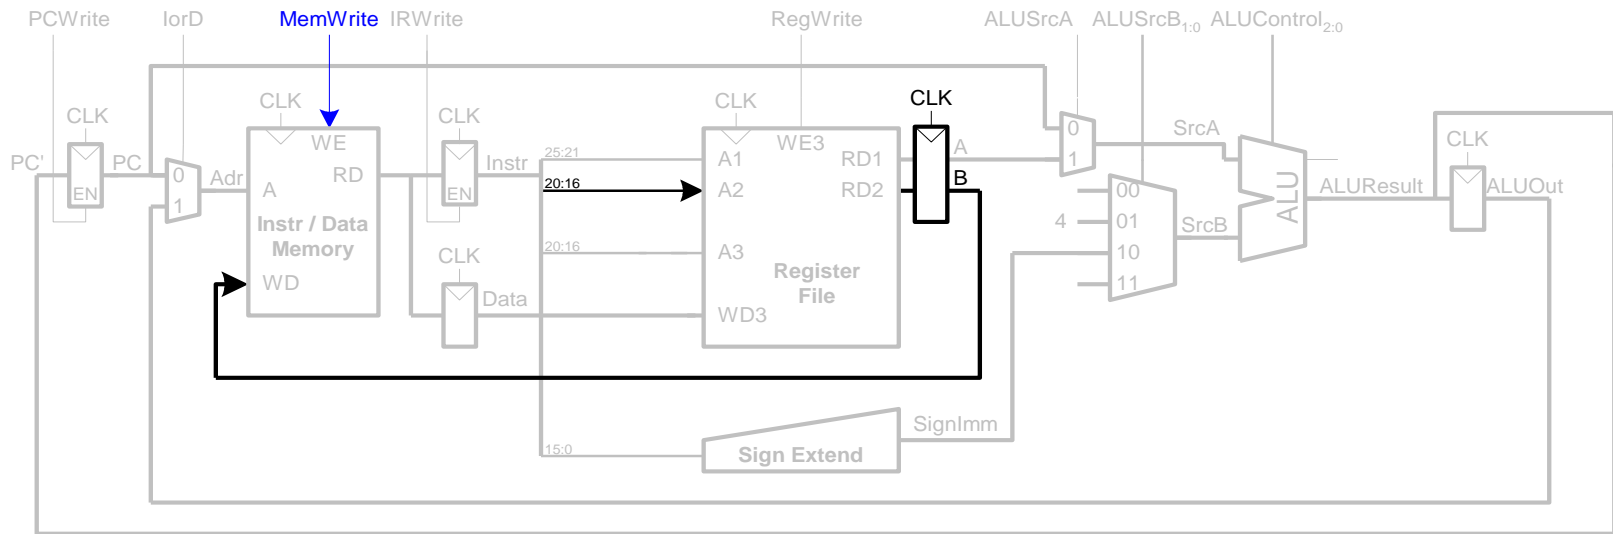 PCWrite IorD MemWrite IRWrite RegWrite ALUSrcA ALUSrcB1:0 ALUControl2:0
CLK CLK CLK CLK CLK CLK
PC' EN PC
0
1
Adr
A
WE
RD
Instr / Data
Memory
WD
EN
Instr
CLK
Data
25:21
20:16
20:16
15:0
A1
A2
A3
WD3
WE3
RD1
RD2
Register
File
A
B
Sign Extend
SignImm
0
1
SrcA
4
00
01
10
11
SrcB
ALU
ALUResult
ALUOut